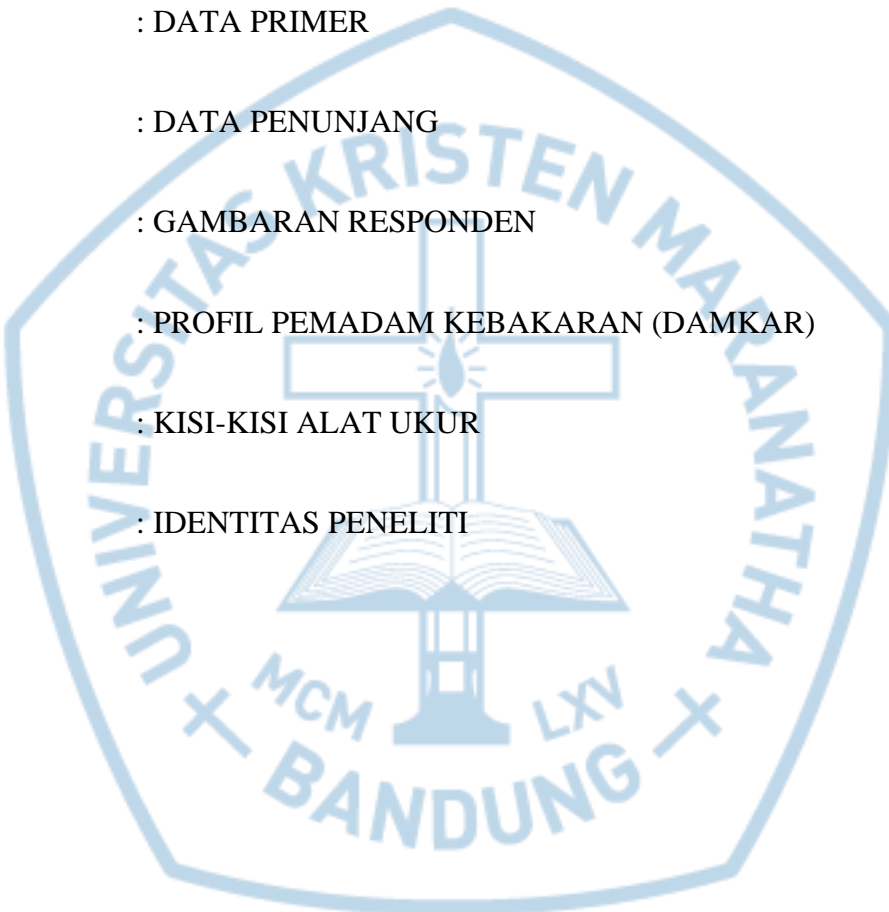 : DATA PRIMER
: DATA PENUNJANG
: GAMBARAN RESPONDEN
: PROFIL PEMADAM KEBAKARAN (DAMKAR)
: KISI-KISI ALAT UKUR
: IDENTITAS PENELITI
UNIVERSITAS KRISTEN MARANATHA
MCM LXV
BANDUNG